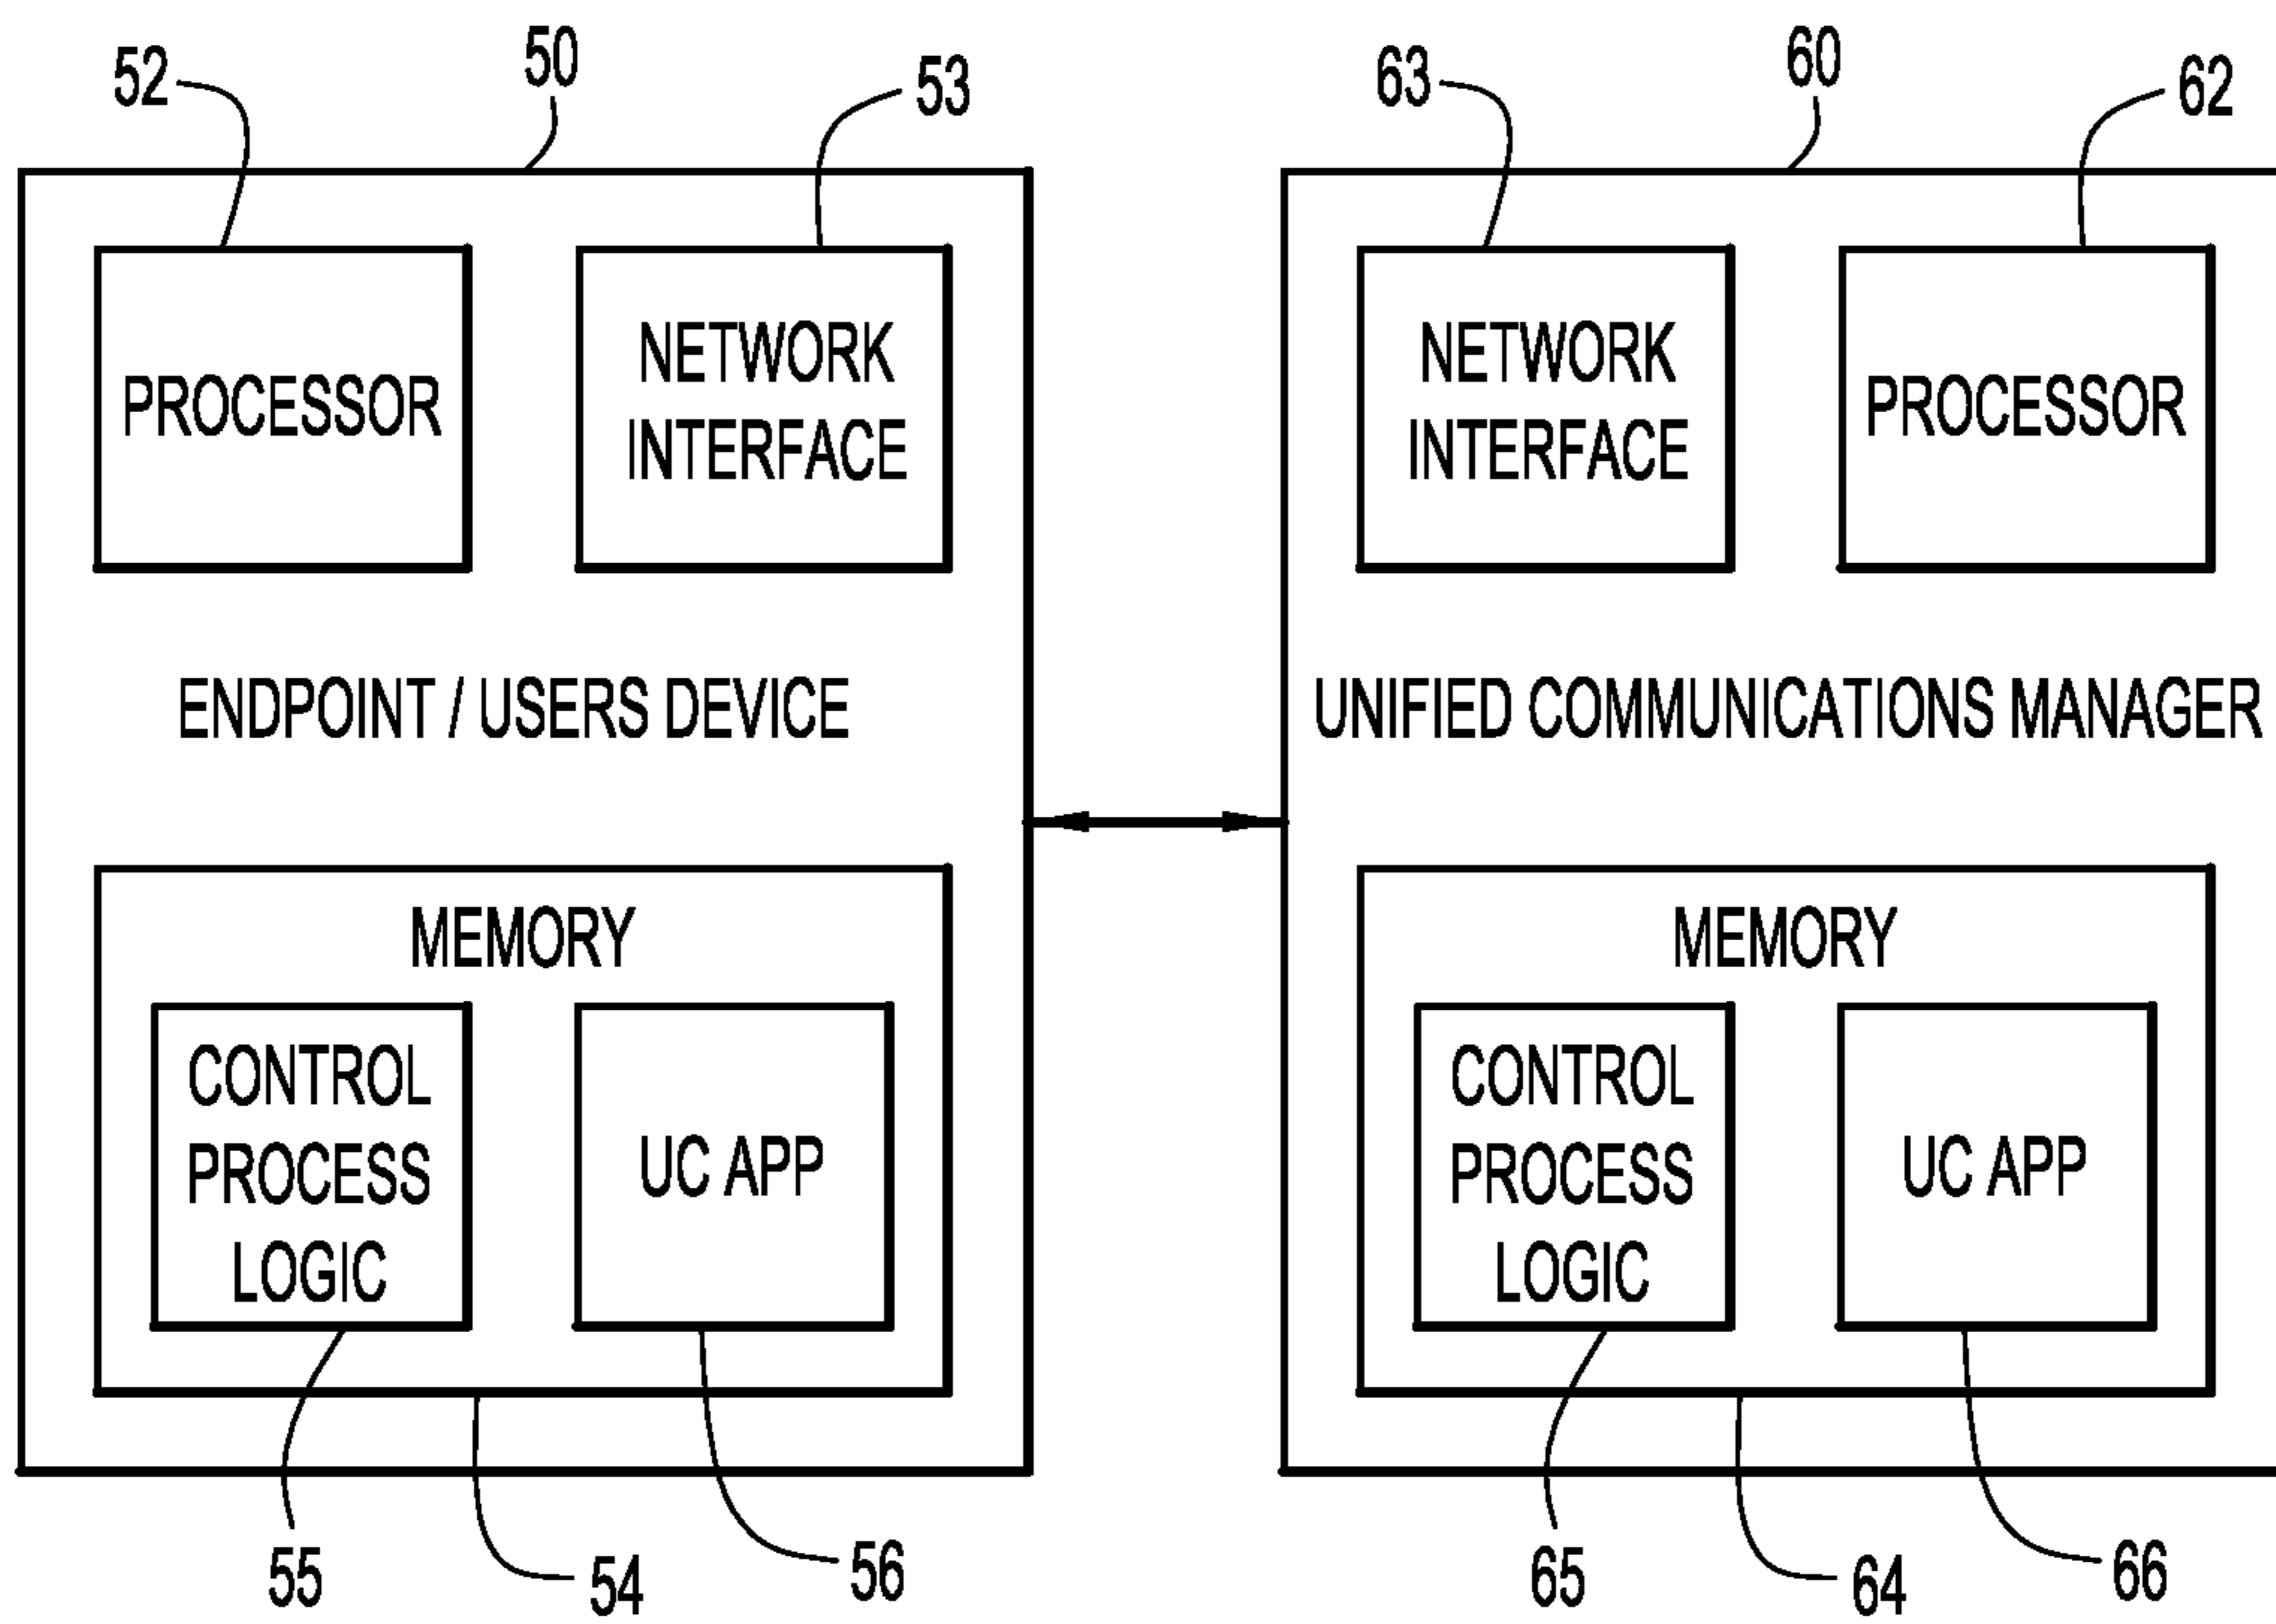 52
50
53
63
60
62
PROCESSOR
NETWORK
INTERFACE
NETWORK
INTERFACE
PROCESSOR
ENDPOINT / USERS DEVICE
UNIFIED COMMUNICATIONS MANAGER
MEMORY
CONTROL
PROCESS
LOGIC
UC APP
MEMORY
CONTROL
PROCESS
LOGIC
UC APP
55
54
56
65
64
66